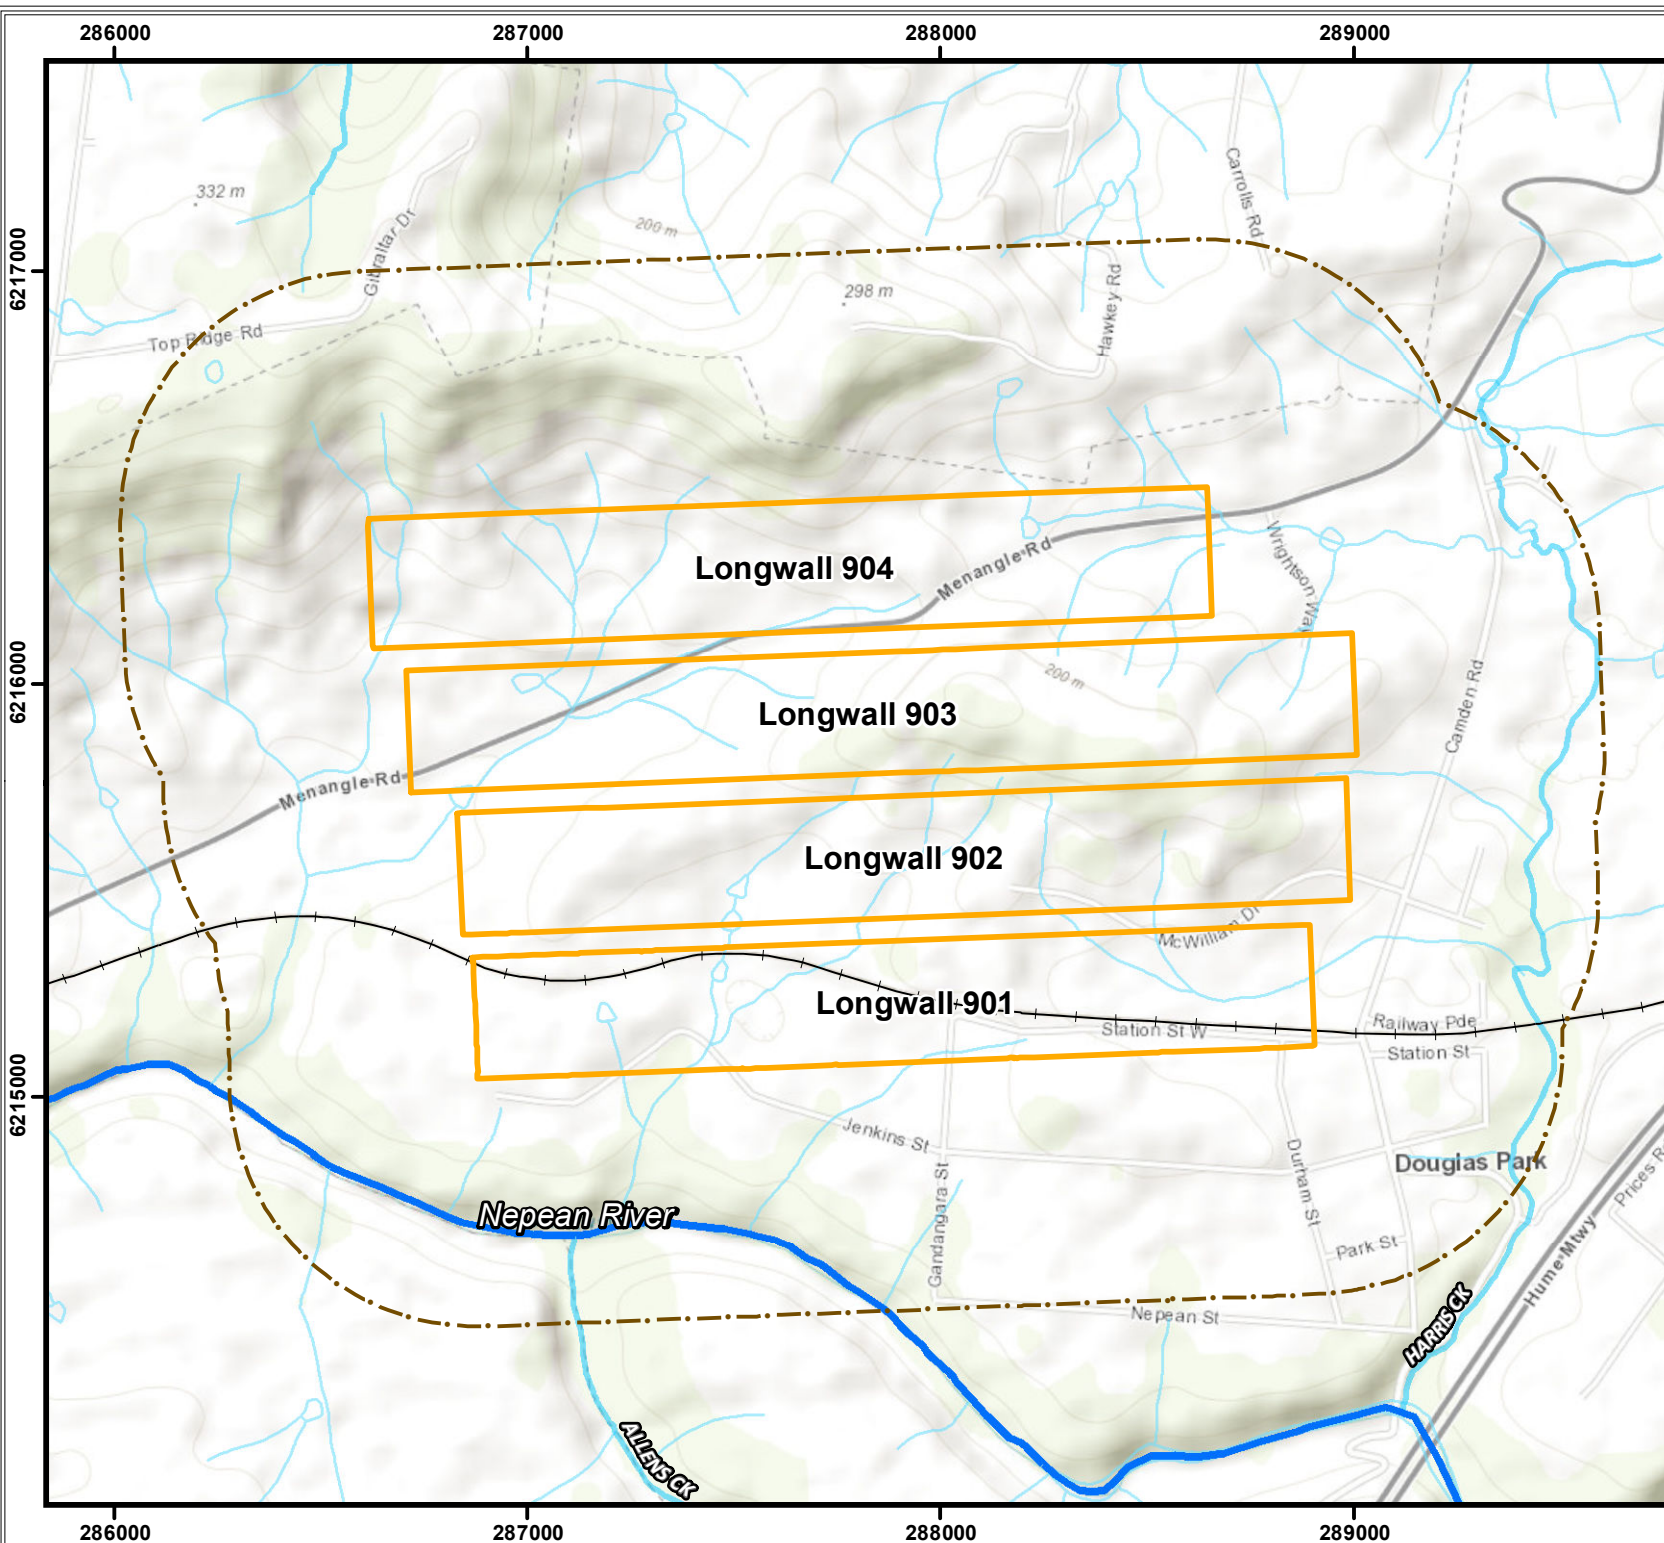 286000
287000
288000
289000
Carrolls Rd
332 m
Gibraltar Dr
200 m
6217000
298 m
Hawkey Rd
Top Ridge Rd
Longwall 904
Menangle Rd
Wrightson Way
6216000
200 m
Camden Rd
Longwall 903
Menangle Rd
Longwall 902
McWilliam Dr
Longwall 901
Station St W
Railway Pde
Station St
6215000
Jenkins St
Douglas Park
Prices R
Durham St
Nepean River
Gandangara St
Park St
Hume Mtwy
Nepean St
HARRIS CK
ALLENS CK
286000
287000
288000
289000